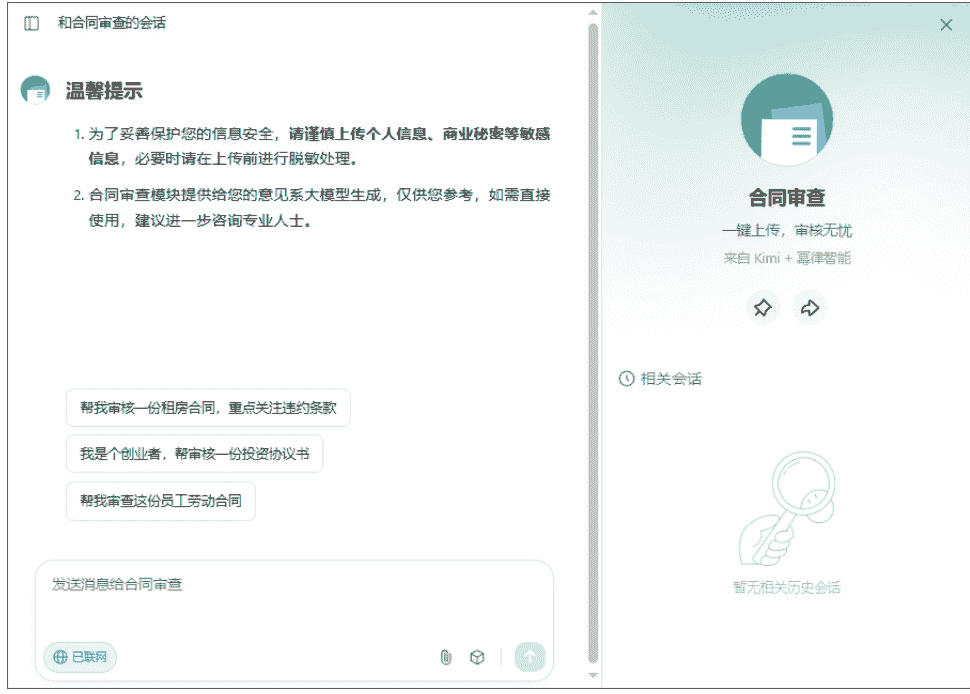 和合同审查的会话
温馨提示
1. 为了妥善保护您的信息安全，请谨慎上传个人信息、商业秘密等敏感
信息，必要时请在上传前进行脱敏处理。
2. 合同审查模块提供给您的意见系大模型生成，仅供您参考，如需直接
使用，建议进一步咨询专业人士。
帮我审核一份租房合同，重点关注违约条款
我是个创业者，帮审核一份投资协议书
帮我审查这份员工劳动合同
发送消息给合同审查
已联网
合同审查
一键上传，审核无忧
来自 Kimi + 幂律智能
相关会话
暂无相关历史会话